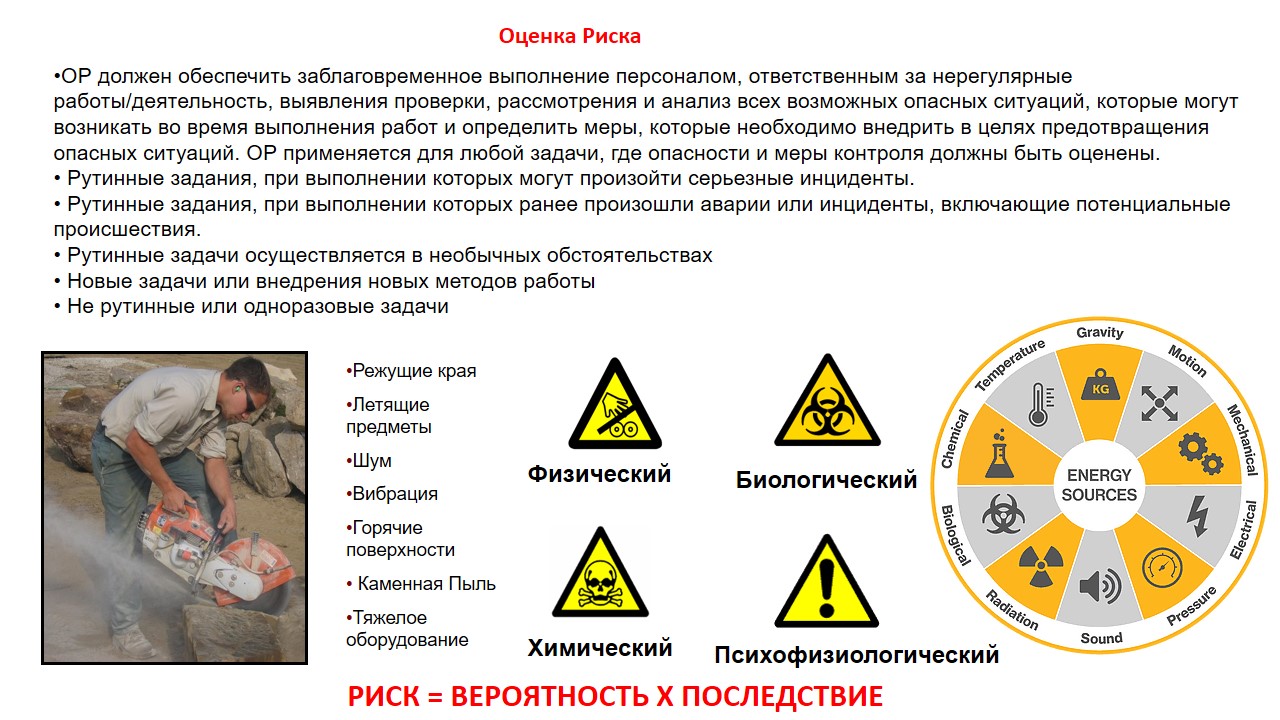 Оценка Риска
•ОР должен обеспечить заблаговременное выполнение персоналом, ответственным за нерегулярные
работы/деятельность, выявления проверки, рассмотрения и анализ всех возможных опасных ситуаций, которые могут
возникать во время выполнения работ и определить меры, которые необходимо внедрить в целях предотвращения
опасных ситуаций. ОР применяется для любой задачи, где опасности и меры контроля должны быть оценены.
• Рутинные задания, при выполнении которых могут произойти серьезные инциденты.
• Рутинные задания, при выполнении которых ранее произошли аварии или инциденты, включающие потенциальные
происшествия.
• Рутинные задачи осуществляется в необычных обстоятельствах
• Новые задачи или внедрения новых методов работы
• Не рутинные или одноразовые задачи
•Режущие края
•Летящие
предметы
•Шум
•Вибрация
•Горячие
поверхности
• Каменная Пыль
•Тяжелое
оборудование
Физический
Биологический
Химический
Психофизиологический
Gravity
Motion
Mechanical
Electrical
Pressure
Sound
Radiation
Biological
Chemical
Temperature
KG
ENERGY
SOURCES
РИСК = ВЕРОЯТНОСТЬ X ПОСЛЕДСТВИЕ